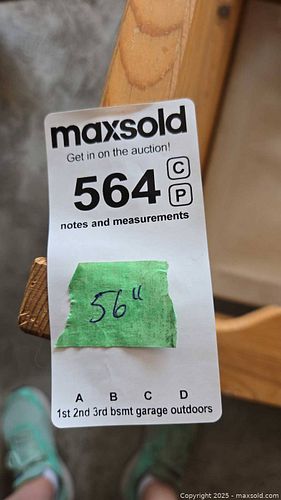 maxsold
Get in on the auction!
564 C
P
notes and measurements
56"
A B C D
1st 2nd 3rd bsmt garage outdoors
Copyright 2025 - maxsold.com